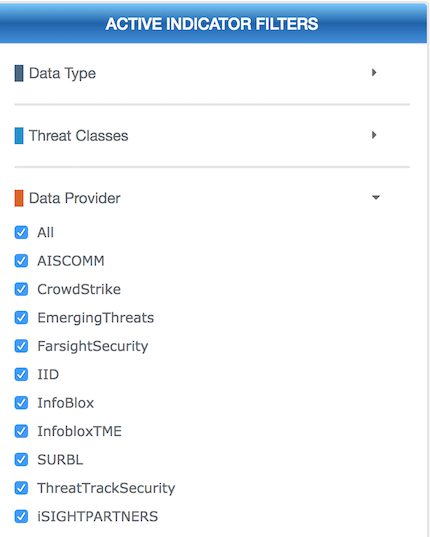 ACTIVE INDICATOR FILTERS
Data Type
Threat Classes
Data Provider
All
AISCOMM
CrowdStrike
EmergingThreats
FarsightSecurity
IID
InfoBlox
InfobloxTME
SURBL
ThreatTrackSecurity
iSIGHTPARTNERS